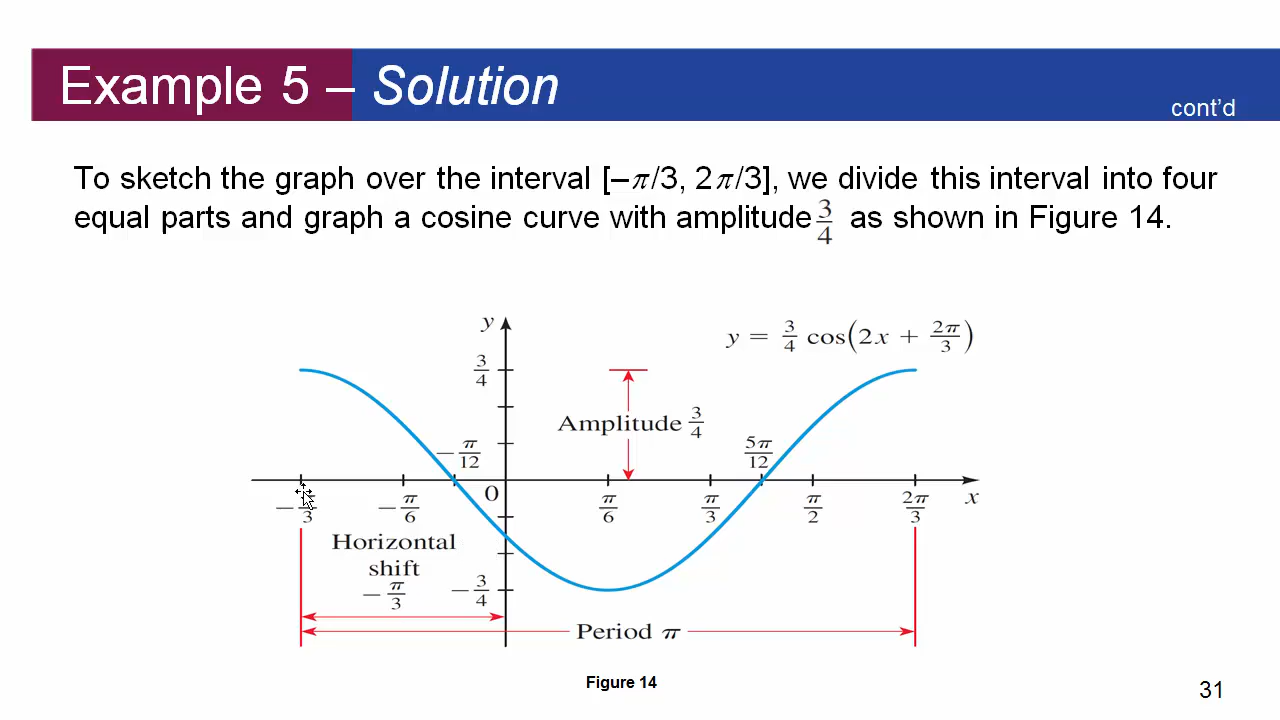 Example 5 – Solution
cont'd
To sketch the graph over the interval [–π/3, 2π/3], we divide this interval into four
equal parts and graph a cosine curve with amplitude 3/4 as shown in Figure 14.
y
y = 3/4 cos(2x + 2π/3)
3/4
Amplitude 3/4
−π/12
5π/12
−π/3
−π/6
0
π/6
π/3
π/2
2π/3
x
Horizontal
shift
−π/3
−3/4
Period π
Figure 14
31